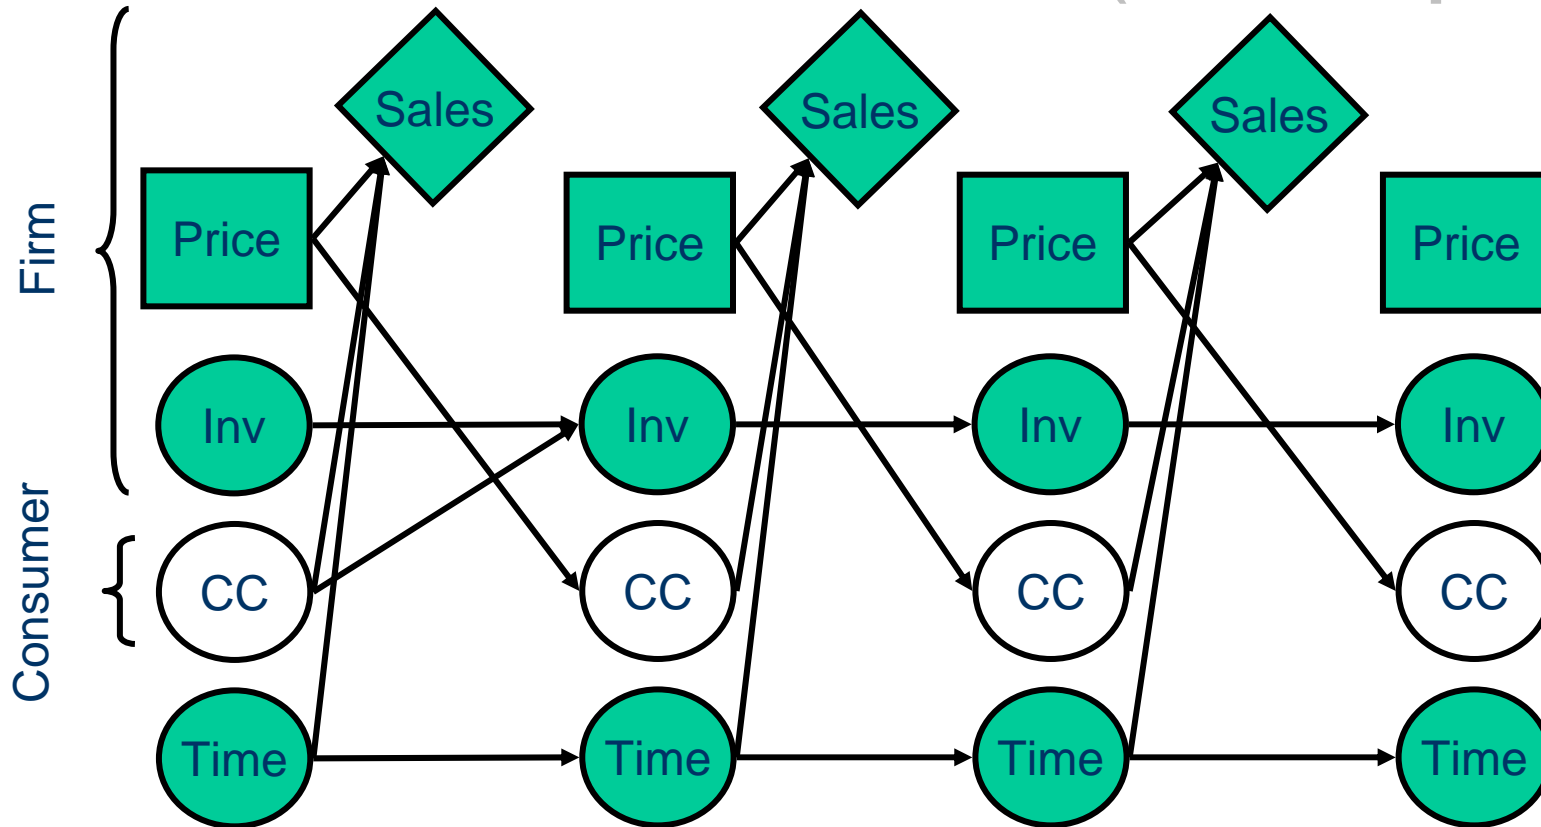 Sales
Sales
Sales
Firm
Price
Price
Price
Price
Inv
Inv
Inv
Inv
Consumer
CC
CC
CC
CC
Time
Time
Time
Time